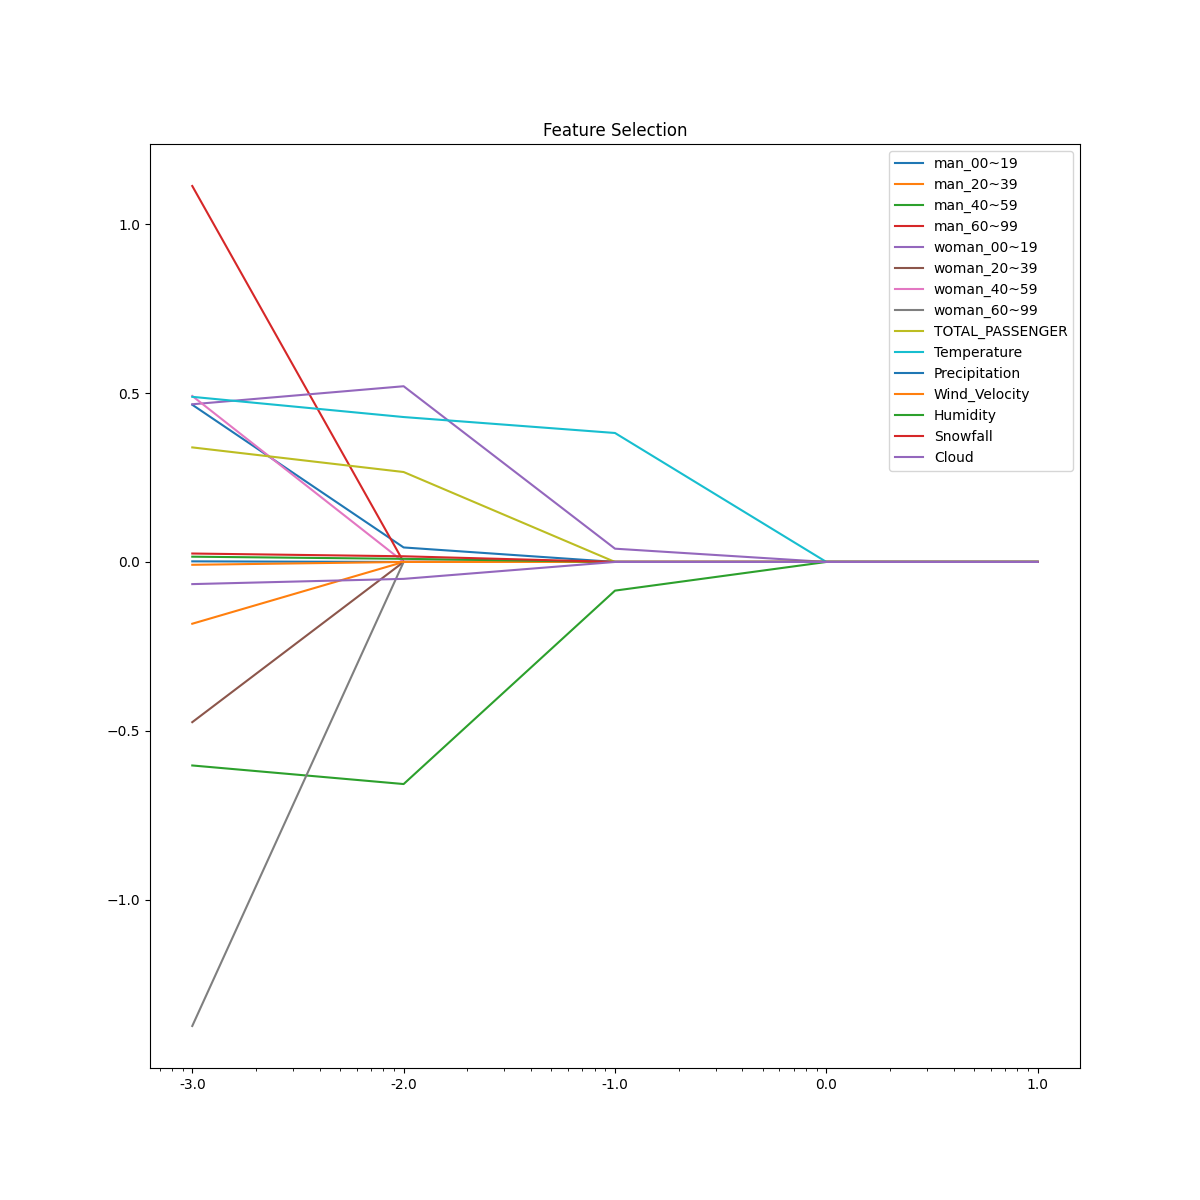 Feature Selection
man_00~19
man_20~39
man_40~59
man_60~99
woman_00~19
woman_20~39
woman_40~59
woman_60~99
TOTAL_PASSENGER
Temperature
Precipitation
Wind_Velocity
Humidity
Snowfall
Cloud
1.0
0.5
0.0
−0.5
−1.0
-3.0 -2.0 -1.0 0.0 1.0